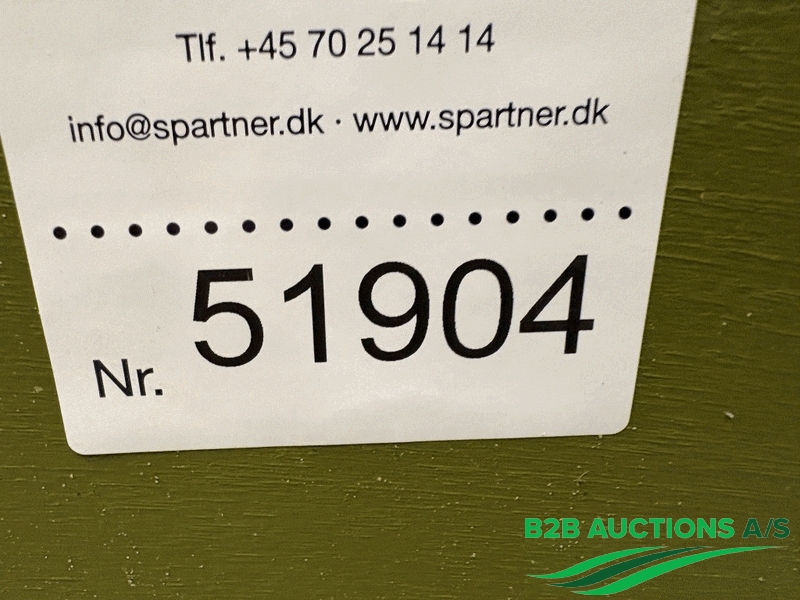 Tlf. +45 70 25 14 14
info@spartner.dk · www.spartner.dk
Nr. 51904
B2B AUCTIONS A/S